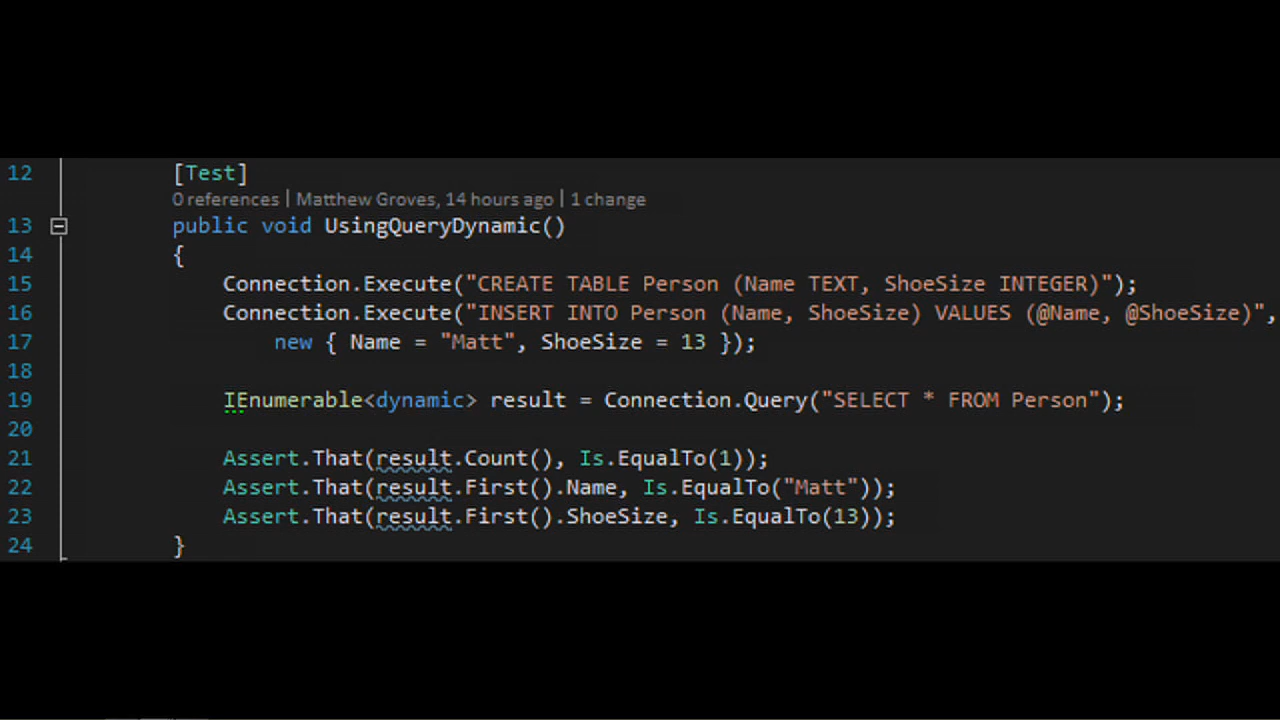 12 [Test]
0 references | Matthew Groves, 14 hours ago | 1 change
13 public void UsingQueryDynamic()
14 {
15 Connection.Execute("CREATE TABLE Person (Name TEXT, ShoeSize INTEGER)");
16 Connection.Execute("INSERT INTO Person (Name, ShoeSize) VALUES (@Name, @ShoeSize)",
17 new { Name = "Matt", ShoeSize = 13 });
18
19 IEnumerable<dynamic> result = Connection.Query("SELECT * FROM Person");
20
21 Assert.That(result.Count(), Is.EqualTo(1));
22 Assert.That(result.First().Name, Is.EqualTo("Matt"));
23 Assert.That(result.First().ShoeSize, Is.EqualTo(13));
24 }